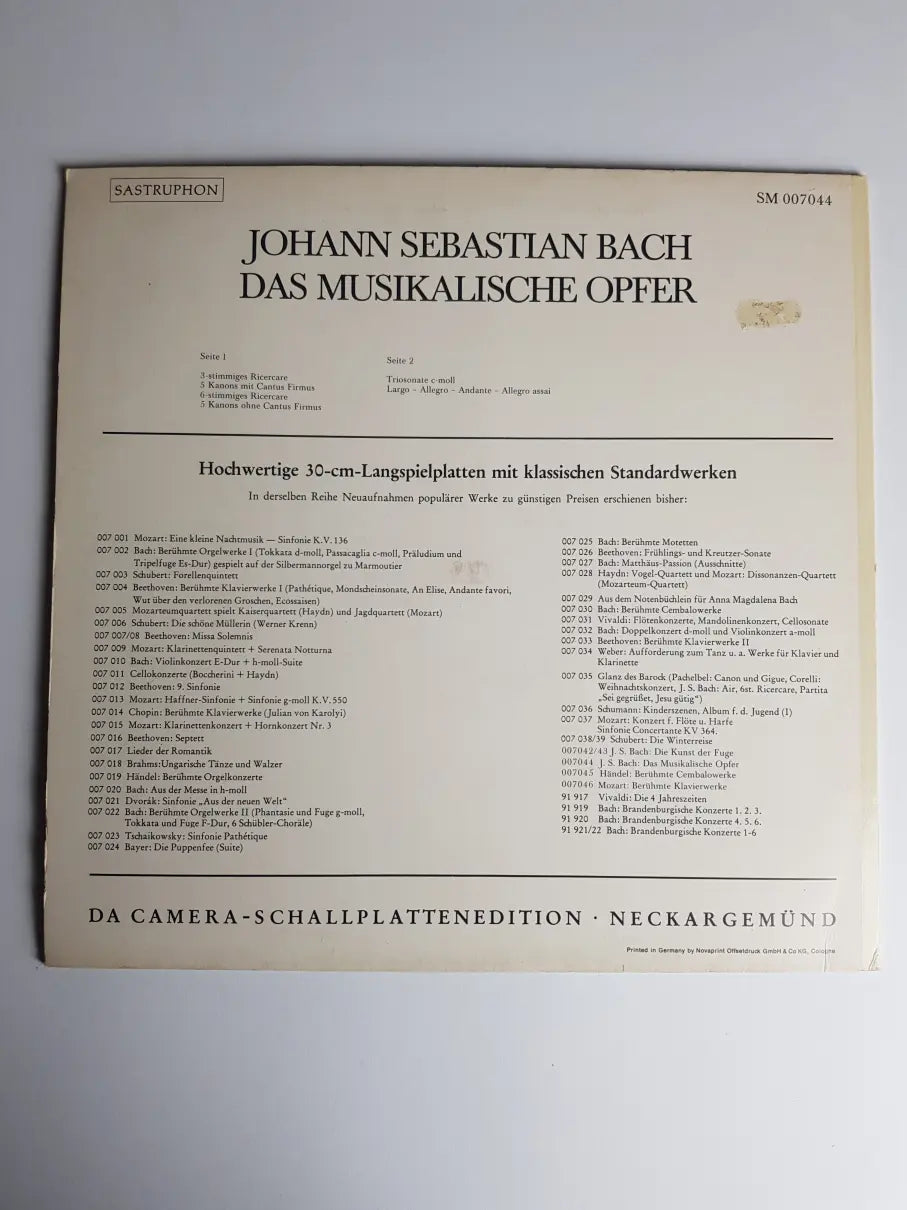 SASTRUPHON
SM 007044
JOHANN SEBASTIAN BACH
DAS MUSIKALISCHE OPFER
Seite 1
3-stimmiges Ricercare
5 Kanons mit Cantus Firmus
6-stimmiges Ricercare
5 Kanons ohne Cantus Firmus
Seite 2
Triosonate c-moll
Largo – Allegro – Andante – Allegro assai
Hochwertige 30-cm-Langspielplatten mit klassischen Standardwerken
In derselben Reihe Neuaufnahmen populärer Werke zu günstigen Preisen erschienen bisher:
007 001 Mozart: Eine kleine Nachtmusik — Sinfonie K.V. 136
007 002 Bach: Berühmte Orgelwerke I (Tokkata d-moll, Passacaglia c-moll, Präludium und
Tripelfuge Es-Dur) gespielt auf der Silbermannorgel zu Marmoutier
007 003 Schubert: Forellenquintett
007 004 Beethoven: Berühmte Klavierwerke I (Pathétique, Mondscheinsonate, An Elise, Andante favori,
Wut über den verlorenen Groschen, Ecossaisen)
007 005 Mozarteumquartett spielt Kaiserquartett (Haydn) und Jagdquartett (Mozart)
007 006 Schubert: Die schöne Müllerin (Werner Krenn)
007 007/08 Beethoven: Missa Solemnis
007 009 Mozart: Klarinettenquintett + Serenata Notturna
007 010 Bach: Violinkonzert E-Dur + h-moll-Suite
007 011 Cellokonzerte (Boccherini + Haydn)
007 012 Beethoven: 9. Sinfonie
007 013 Mozart: Haffner-Sinfonie + Sinfonie g-moll K.V. 550
007 014 Chopin: Berühmte Klavierwerke (Julian von Karolyi)
007 015 Mozart: Klarinettenkonzert + Hornkonzert Nr. 3
007 016 Beethoven: Septett
007 017 Lieder der Romantik
007 018 Brahms:Ungarische Tänze und Walzer
007 019 Händel: Berühmte Orgelkonzerte
007 020 Bach: Aus der Messe in h-moll
007 021 Dvorák: Sinfonie „Aus der neuen Welt“
007 022 Bach: Berühmte Orgelwerke II (Phantasie und Fuge g-moll,
Tokkata und Fuge F-Dur, 6 Schübler-Choräle)
007 023 Tschaikowsky: Sinfonie Pathétique
007 024 Bayer: Die Puppenfee (Suite)
007 025 Bach: Berühmte Motetten
007 026 Beethoven: Frühlings- und Kreutzer-Sonate
007 027 Bach: Matthäus-Passion (Ausschnitte)
007 028 Haydn: Vogel-Quartett und Mozart: Dissonanzen-Quartett
(Mozarteum-Quartett)
007 029 Aus dem Notenbüchlein für Anna Magdalena Bach
007 030 Bach: Berühmte Cembalowerke
007 031 Vivaldi: Flötenkonzerte, Mandolinenkonzert, Cellosonate
007 032 Bach: Doppelkonzert d-moll und Violinkonzert a-moll
007 033 Beethoven: Berühmte Klavierwerke II
007 034 Weber: Aufforderung zum Tanz u. a. Werke für Klavier und
Klarinette
007 035 Glanz des Barock (Pachelbel: Canon und Gigue, Corelli:
Weihnachtskonzert, J. S. Bach: Air, 6st. Ricercare, Partita
„Sei gegrüßet, Jesu gütig“)
007 036 Schumann: Kinderszenen, Album f. d. Jugend (I)
007 037 Mozart: Konzert f. Flöte u. Harfe
Sinfonie Concertante KV 364.
007 038/39 Schubert: Die Winterreise
007042/43 J. S. Bach: Die Kunst der Fuge
007044 J. S. Bach: Das Musikalische Opfer
007045 Händel: Berühmte Cembalowerke
007046 Mozart: Berühmte Klavierwerke
91 917 Vivaldi: Die 4 Jahreszeiten
91 919 Bach: Brandenburgische Konzerte 1. 2. 3.
91 920 Bach: Brandenburgische Konzerte 4. 5. 6.
91 921/22 Bach: Brandenburgische Konzerte 1-6
DA CAMERA-SCHALLPLATTENEDITION · NECKARGEMÜND
Printed in Germany by Novaprint Offsetdruck GmbH & Co KG, Cologne